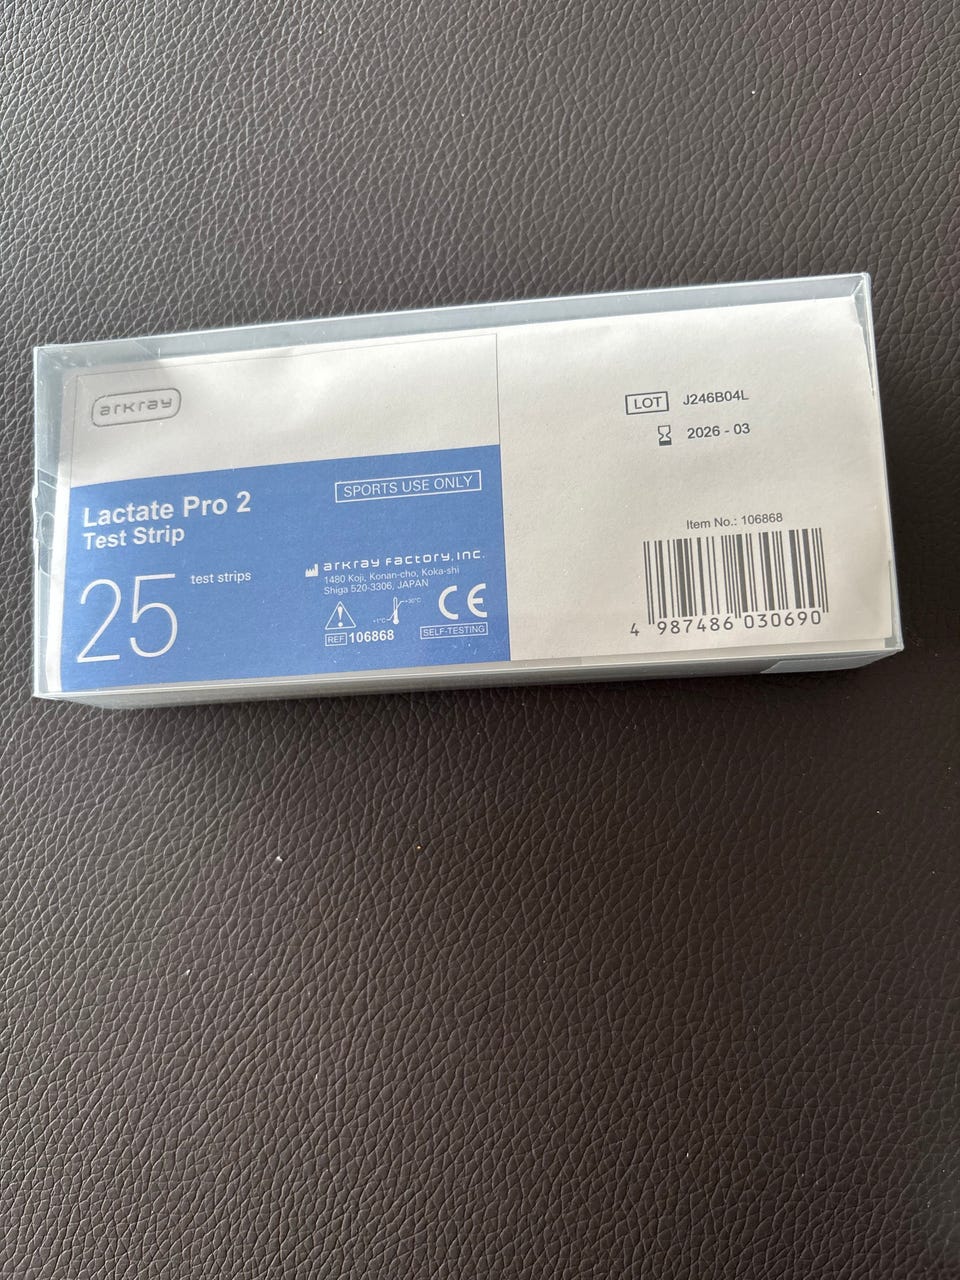 arkray
Lactate Pro 2
Test Strip
25 test strips
SPORTS USE ONLY
arkray factory, inc.
1480 Koji, Konan-cho, Koka-shi
Shiga 520-3306, JAPAN
+1°C
+30°C
REF 106868
CE
SELF-TESTING
LOT J246B04L
2026 - 03
Item No.: 106868
4 987486 030690